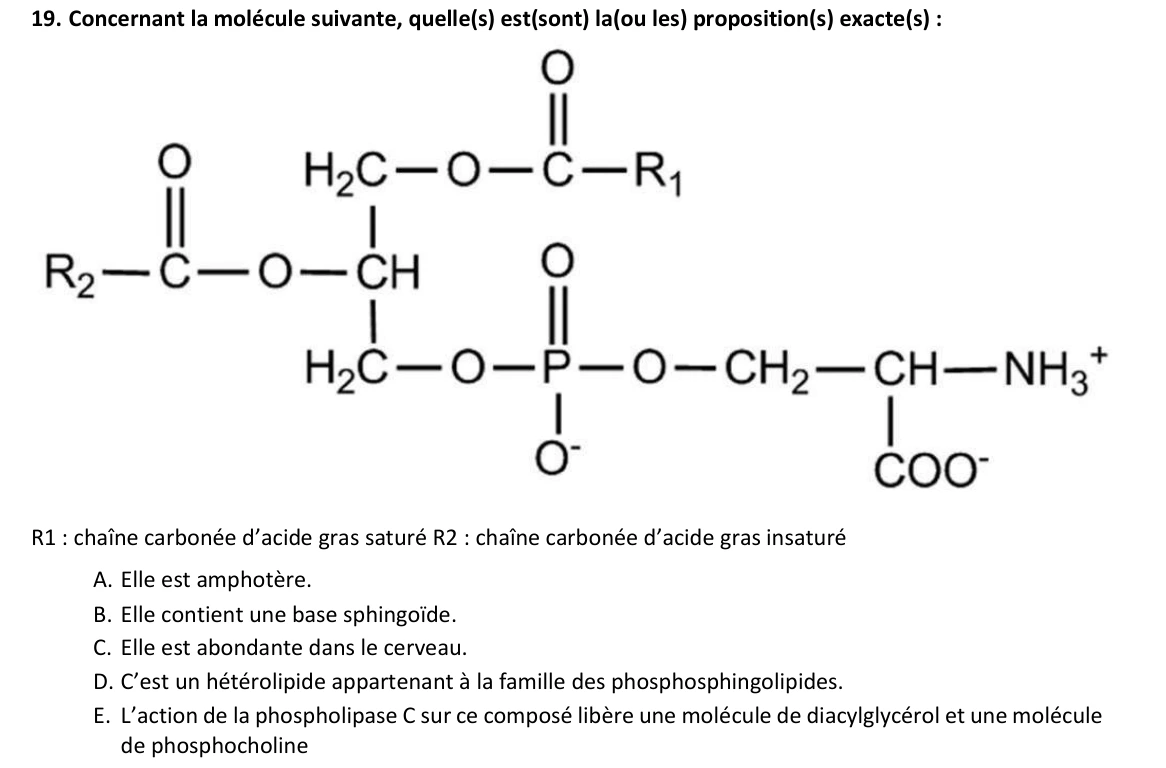 19. Concernant la molécule suivante, quelle(s) est(sont) la(ou les) proposition(s) exacte(s) :
O
||
O H₂C—O—C—R₁
|| |
R₂—C—O—CH O
| ||
H₂C—O—P—O—CH₂—CH—NH₃⁺
| |
O⁻ COO⁻
R1 : chaîne carbonée d’acide gras saturé R2 : chaîne carbonée d’acide gras insaturé
A. Elle est amphotère.
B. Elle contient une base sphingoïde.
C. Elle est abondante dans le cerveau.
D. C’est un hétérolipide appartenant à la famille des phosphosphingolipides.
E. L’action de la phospholipase C sur ce composé libère une molécule de diacylglycérol et une molécule
de phosphocholine